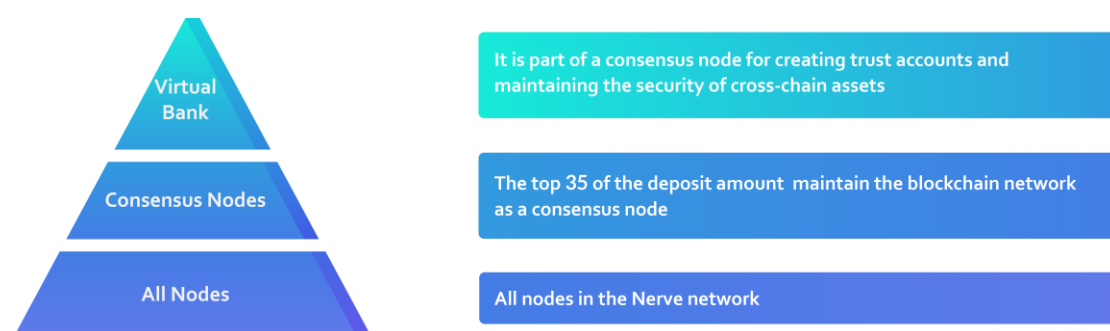 Virtual
Bank
It is part of a consensus node for creating trust accounts and
maintaining the security of cross-chain assets
Consensus Nodes
The top 35 of the deposit amount maintain the blockchain network
as a consensus node
All Nodes
All nodes in the Nerve network